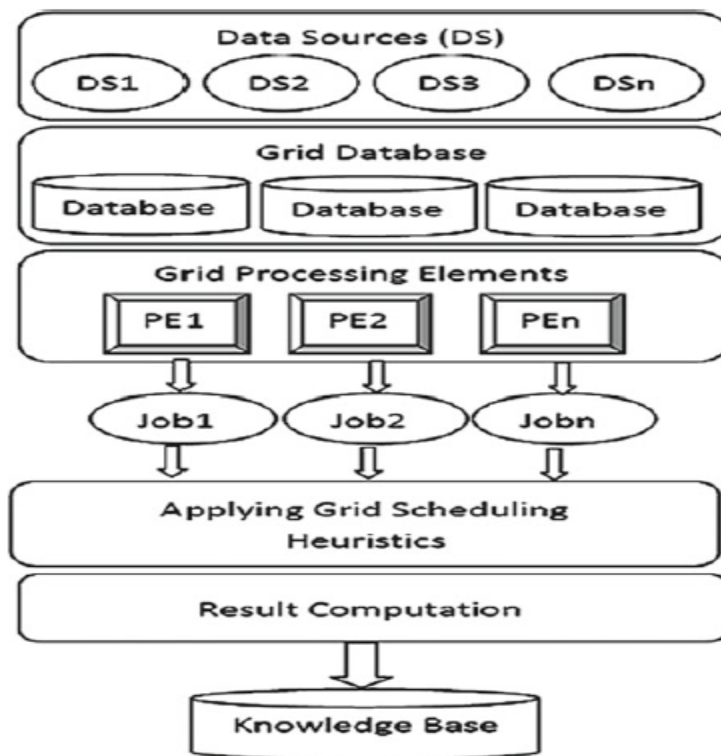 Data Sources (DS)
DS1 DS2 DS3 DSn
Grid Database
Database Database Database
Grid Processing Elements
PE1 PE2 PEn
Job1 Job2 Jobn
Applying Grid Scheduling
Heuristics
Result Computation
Knowledge Base